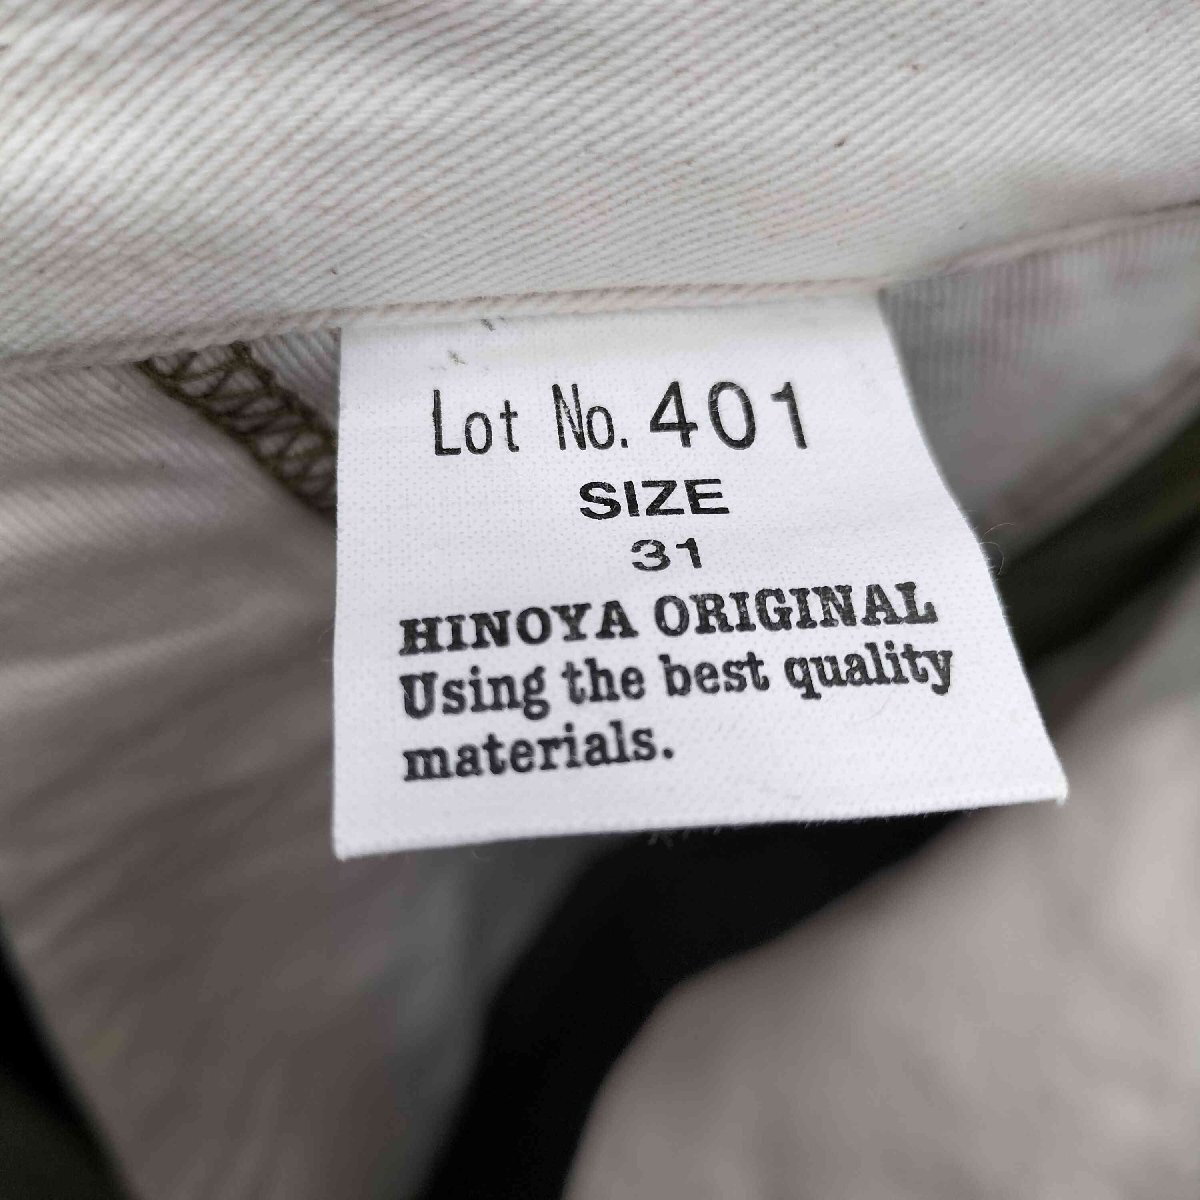 Lot No. 401
SIZE
31
HINOYA ORIGINAL
Using the best quality
materials.